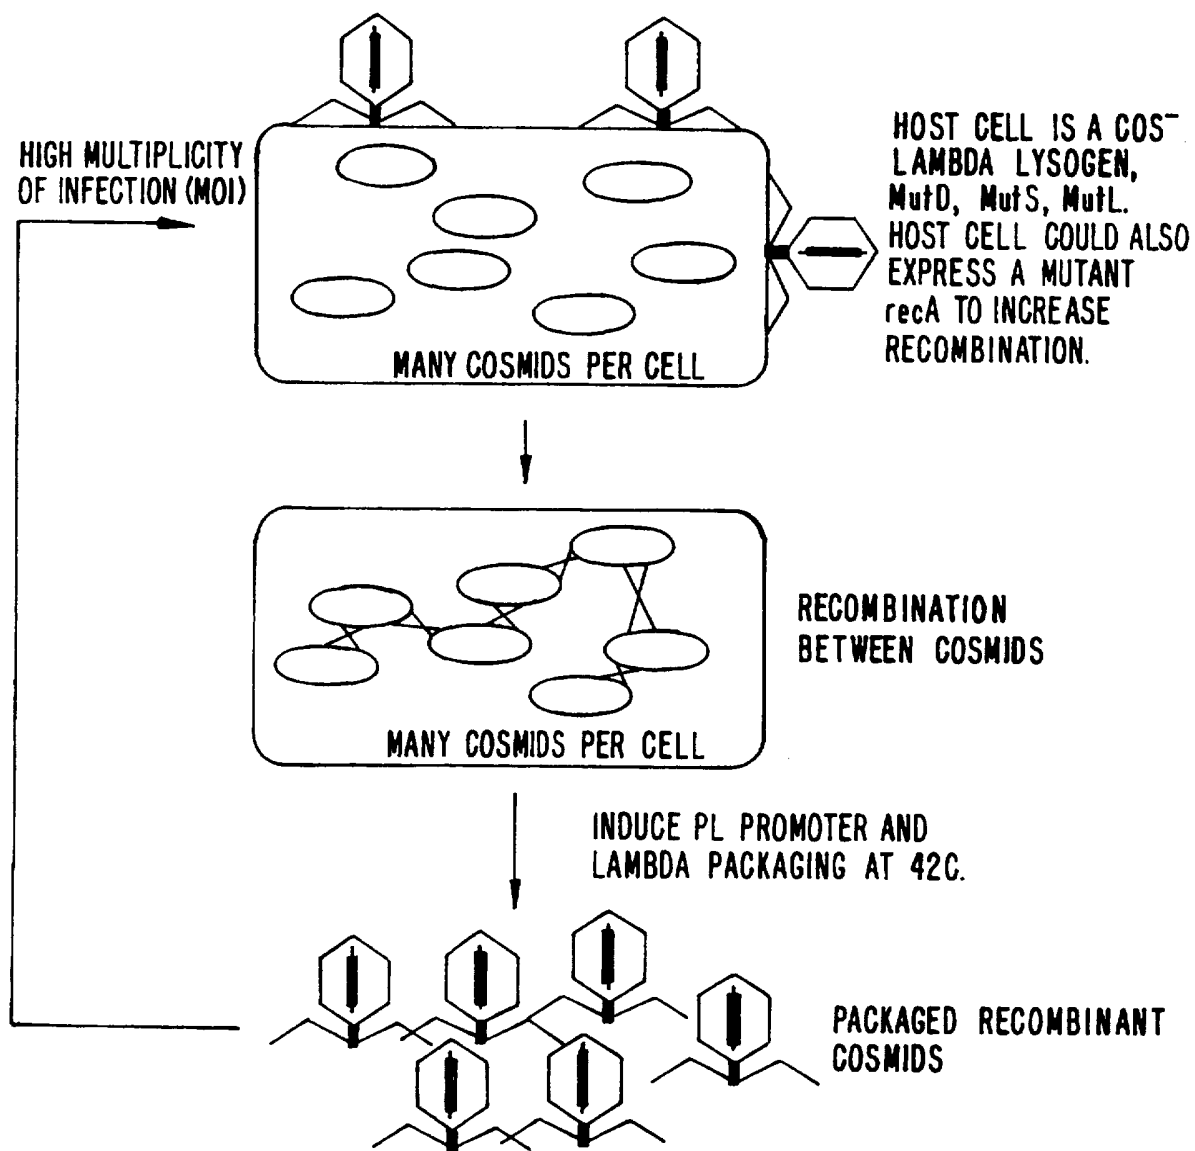 HIGH MULTIPLICITY
OF INFECTION (MOI)
HOST CELL IS A COS⁻
LAMBDA LYSOGEN,
MutD, MutS, MutL.
HOST CELL COULD ALSO
EXPRESS A MUTANT
recA TO INCREASE
RECOMBINATION.
MANY COSMIDS PER CELL
RECOMBINATION
BETWEEN COSMIDS
MANY COSMIDS PER CELL
INDUCE PL PROMOTER AND
LAMBDA PACKAGING AT 42C.
PACKAGED RECOMBINANT
COSMIDS